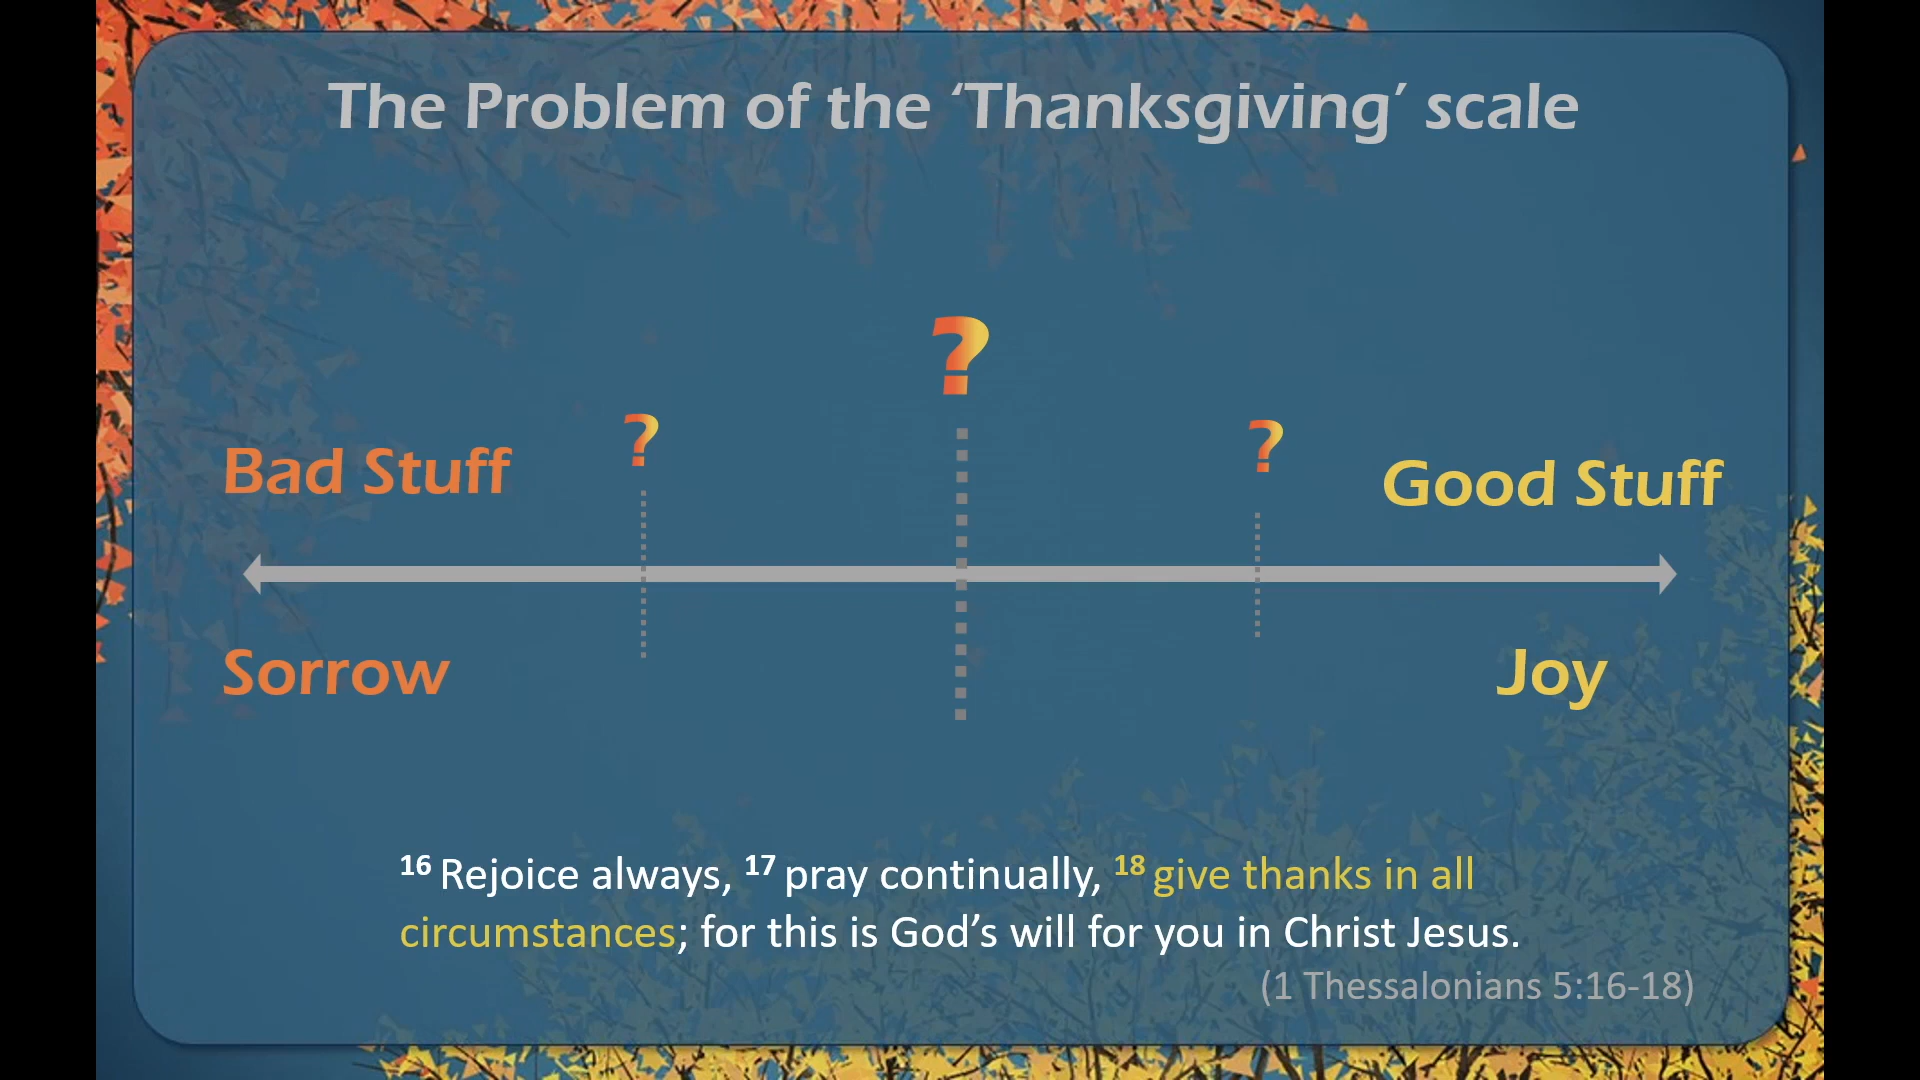 The Problem of the ‘Thanksgiving’ scale
?
? ?
Bad Stuff Good Stuff
Sorrow Joy
16 Rejoice always, 17 pray continually, 18 give thanks in all
circumstances; for this is God’s will for you in Christ Jesus.
(1 Thessalonians 5:16-18)